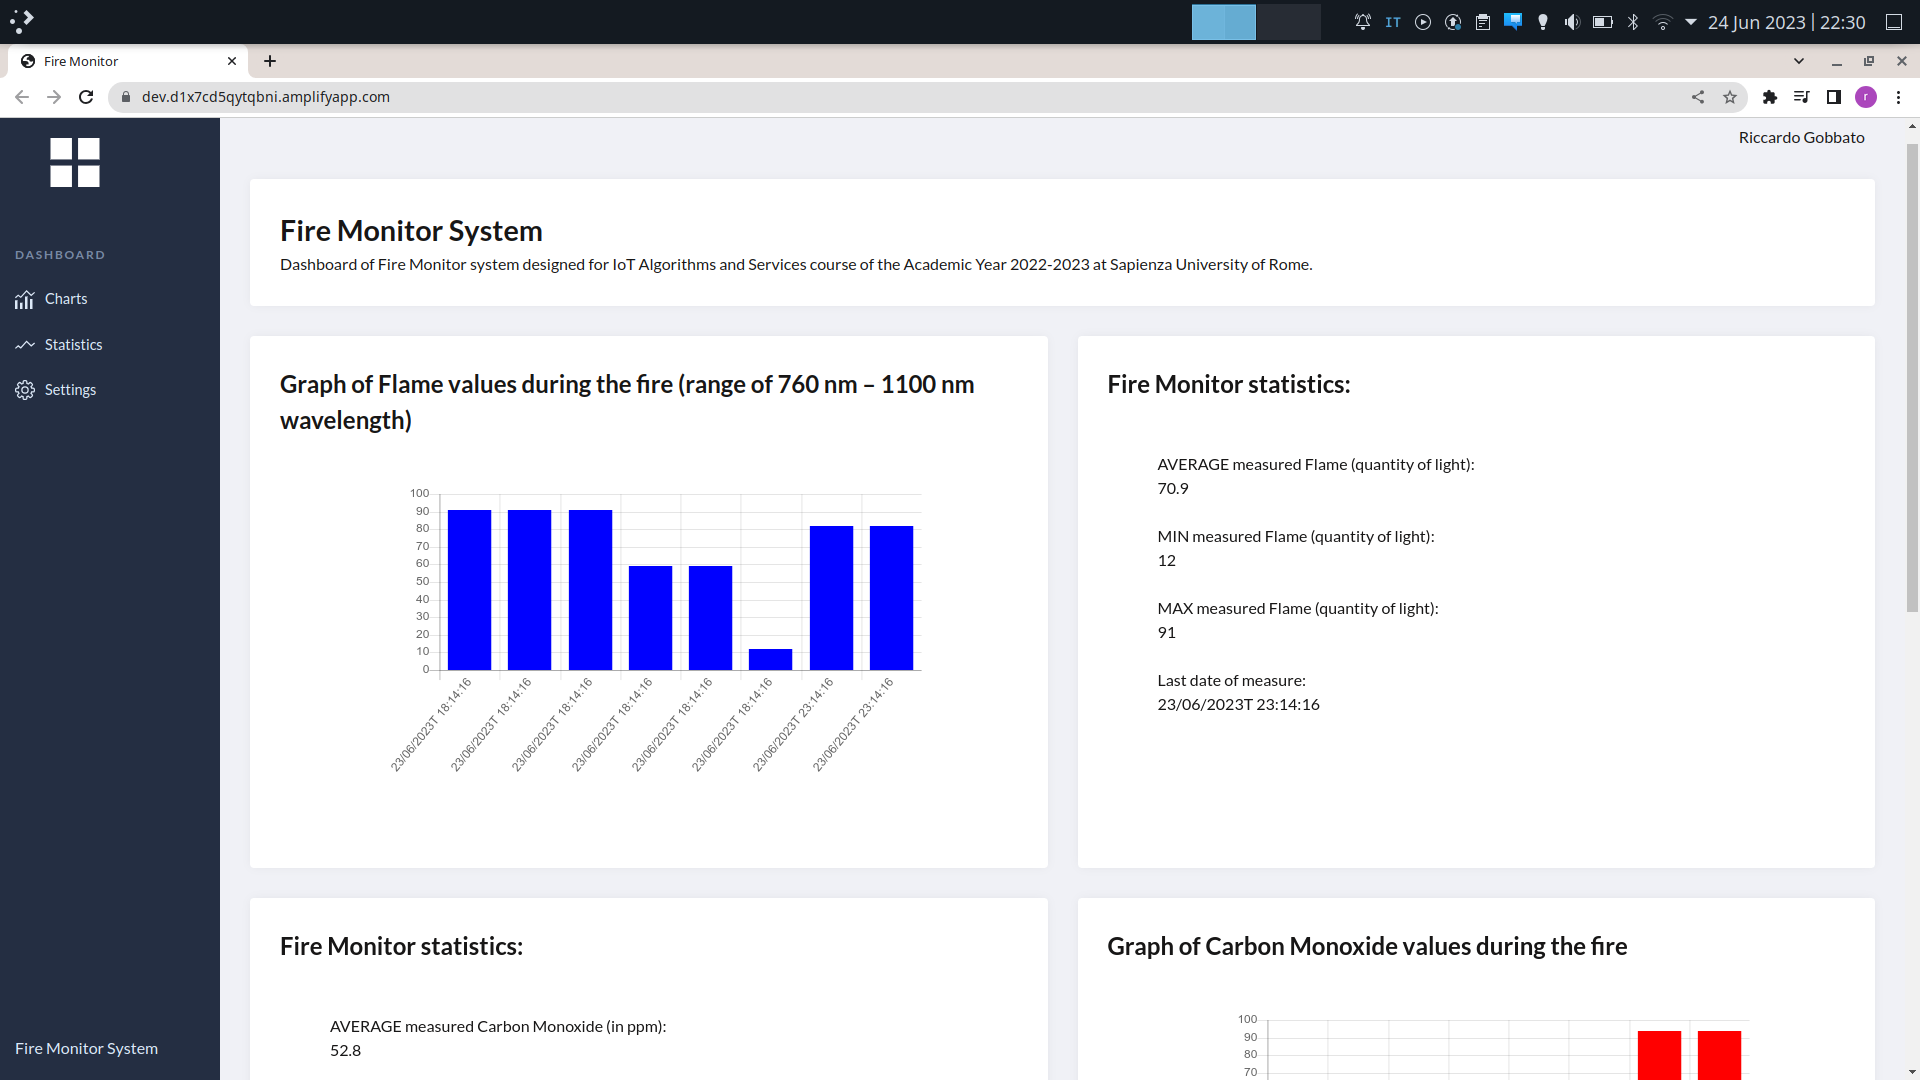 IT
24 Jun 2023
22:30
Fire Monitor
dev.d1x7cd5qytqbni.amplifyapp.com
r
Riccardo Gobbato
DASHBOARD
Charts
Statistics
Settings
Fire Monitor System
Fire Monitor System
Dashboard of Fire Monitor system designed for IoT Algorithms and Services course of the Academic Year 2022-2023 at Sapienza University of Rome.
Graph of Flame values during the fire (range of 760 nm – 1100 nm
wavelength)
100
90
80
70
60
50
40
30
20
10
0
23/06/2023T 18:14:16
23/06/2023T 18:14:16
23/06/2023T 18:14:16
23/06/2023T 18:14:16
23/06/2023T 18:14:16
23/06/2023T 18:14:16
23/06/2023T 23:14:16
23/06/2023T 23:14:16
Fire Monitor statistics:
AVERAGE measured Flame (quantity of light):
70.9
MIN measured Flame (quantity of light):
12
MAX measured Flame (quantity of light):
91
Last date of measure:
23/06/2023T 23:14:16
Fire Monitor statistics:
AVERAGE measured Carbon Monoxide (in ppm):
52.8
Graph of Carbon Monoxide values during the fire
100
90
80
70